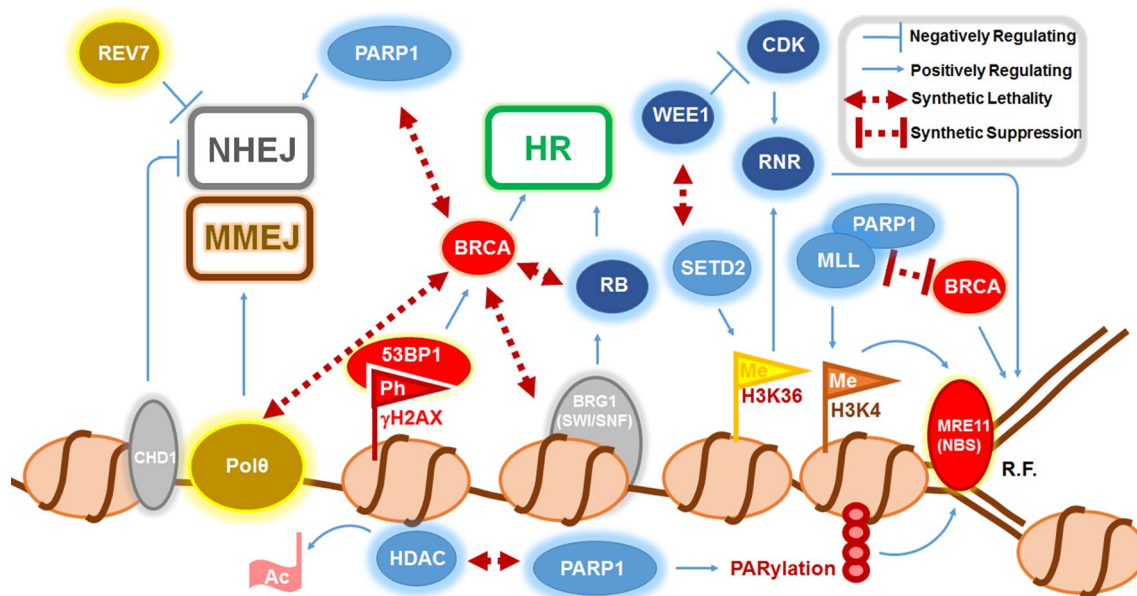 REV7
PARP1
CDK
WEE1
NHEJ
HR
RNR
MMEJ
BRCA
SETD2
PARP1
MLL
RB
BRCA
Negatively Regulating
Positively Regulating
Synthetic Lethality
Synthetic Suppression
53BP1
Ph
γH2AX
BRG1
(SWI/SNF)
Me
H3K36
Me
H3K4
MRE11
(NBS)
R.F.
CHD1
Polθ
HDAC
PARP1
PARylation
Ac